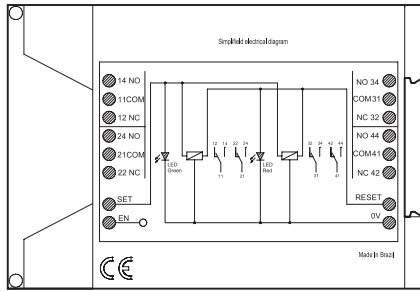 Simplfield electrical diagram
14 NO
11COM
12 NC
24 NO
21COM
22 NC
SET
EN
NO 34
COM31
NC 32
NO 44
COM41
NC 42
RESET
0V
LED
Green
12 14
11
22 24
21
LED
Red
32 34
31
42 44
41
CE
Made in Brazil